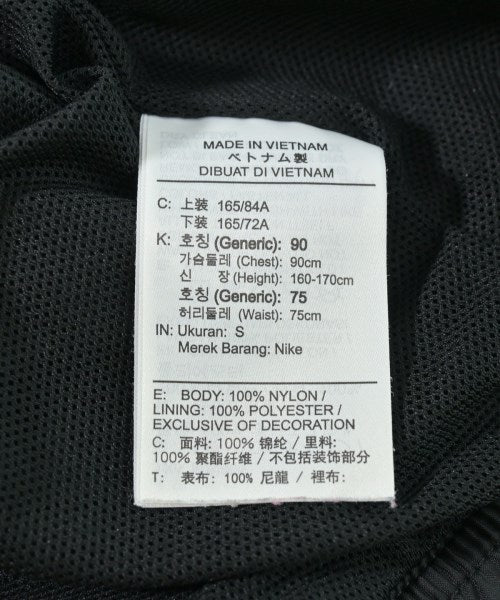 MADE IN VIETNAM
ベトナム製
DIBUAT DI VIETNAM
C: 上装 165/84A
下装 165/72A
K: 호칭 (Generic): 90
가슴둘레 (Chest): 90cm
신 장 (Height): 160-170cm
호칭 (Generic): 75
허리둘레 (Waist): 75cm
IN: Ukuran: S
Merek Barang: Nike
E: BODY: 100% NYLON /
LINING: 100% POLYESTER /
EXCLUSIVE OF DECORATION
C: 面料: 100% 锦纶 / 里料:
100% 聚酯纤维 / 不包括装饰部分
T: 表布: 100% 尼龍 / 裡布: